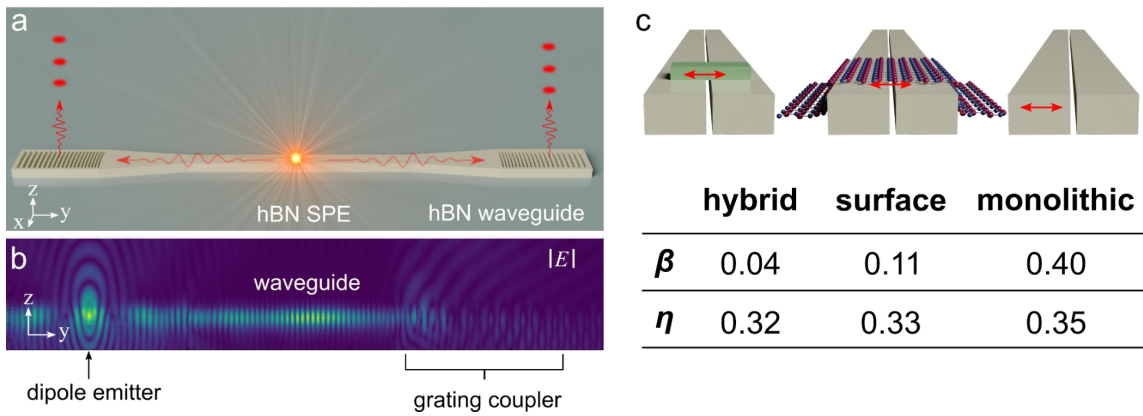 a
z
x
y
hBN SPE
hBN waveguide
b
|E|
waveguide
z
y
dipole emitter
grating coupler
c
hybrid surface monolithic
β 0.04 0.11 0.40
η 0.32 0.33 0.35